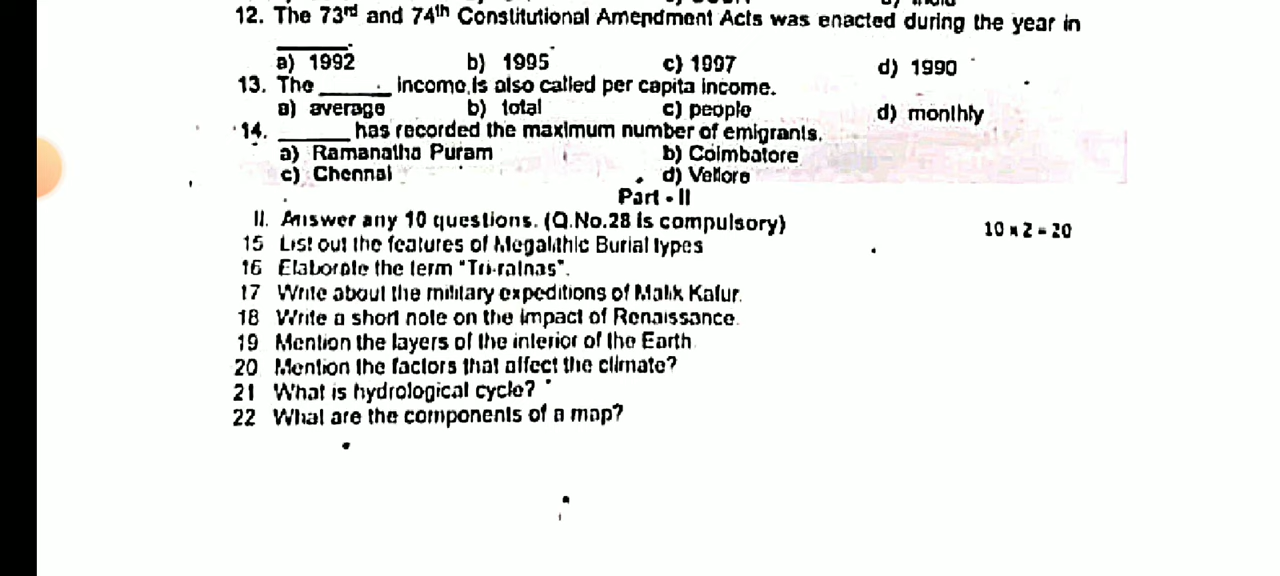 12. The 73rd and 74th Constitutional Amendment Acts was enacted during the year in
________.
a) 1992 b) 1995 c) 1997 d) 1990
13. The ______ income is also called per capita income.
a) average b) total c) people d) monthly
14. ______ has recorded the maximum number of emigrants.
a) Ramanatha Puram b) Coimbatore
c) Chennai d) Vellore
Part - II
II. Answer any 10 questions. (Q.No.28 is compulsory) 10 x 2 = 20
15 List out the features of Megalithic Burial types
16 Elaborate the term "Tri-ratnas".
17 Write about the military expeditions of Malik Kafur.
18 Write a short note on the impact of Renaissance.
19 Mention the layers of the interior of the Earth
20 Mention the factors that affect the climate?
21 What is hydrological cycle?
22 What are the components of a map?